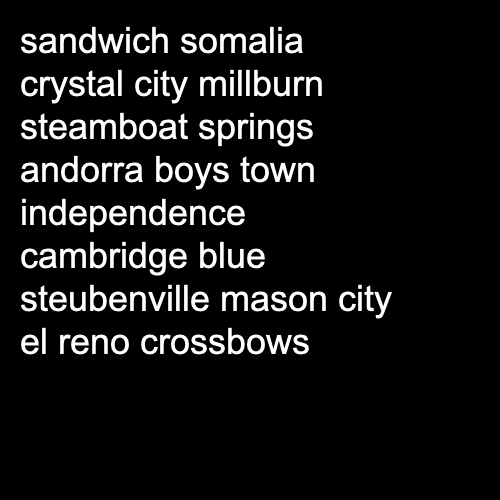 sandwich somalia
crystal city millburn
steamboat springs
andorra boys town
independence
cambridge blue
steubenville mason city
el reno crossbows